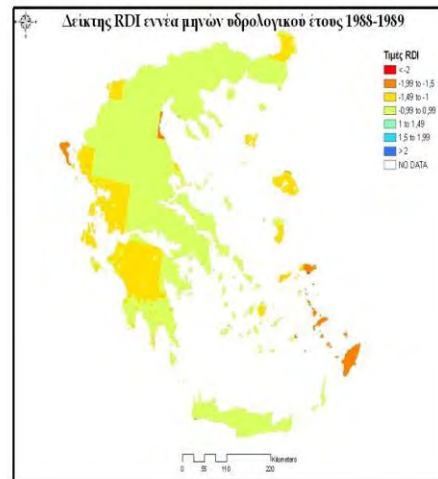 Δείκτης RDI εννέα μηνών υδρολογικού έτους 1988-1989
Τιμές RDI
< -2
-1,99 to -1,5
-1,49 to -1
-0,99 to 0,99
1 to 1,49
1,5 to 1,99
> 2
NO DATA
Kilometers
0 55 110 220